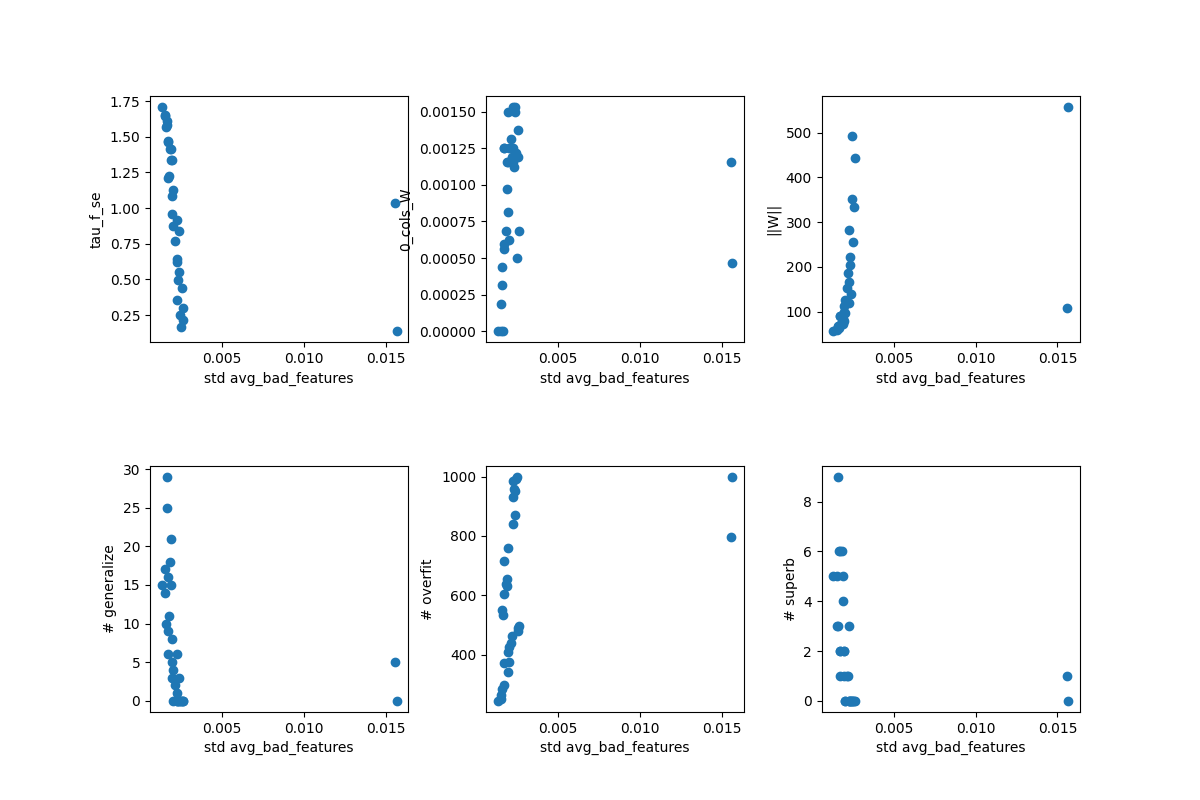 1.75
1.50
1.25
1.00
0.75
0.50
0.25
tau_f_se
0.005 0.010 0.015
std avg_bad_features
0.00150
0.00125
0.00100
0.00075
0.00050
0.00025
0.00000
0_cols_W
0.005 0.010 0.015
std avg_bad_features
500
400
300
200
100
||W||
0.005 0.010 0.015
std avg_bad_features
30
25
20
15
10
5
0
# generalize
0.005 0.010 0.015
std avg_bad_features
1000
800
600
400
# overfit
0.005 0.010 0.015
std avg_bad_features
8
6
4
2
0
# superb
0.005 0.010 0.015
std avg_bad_features